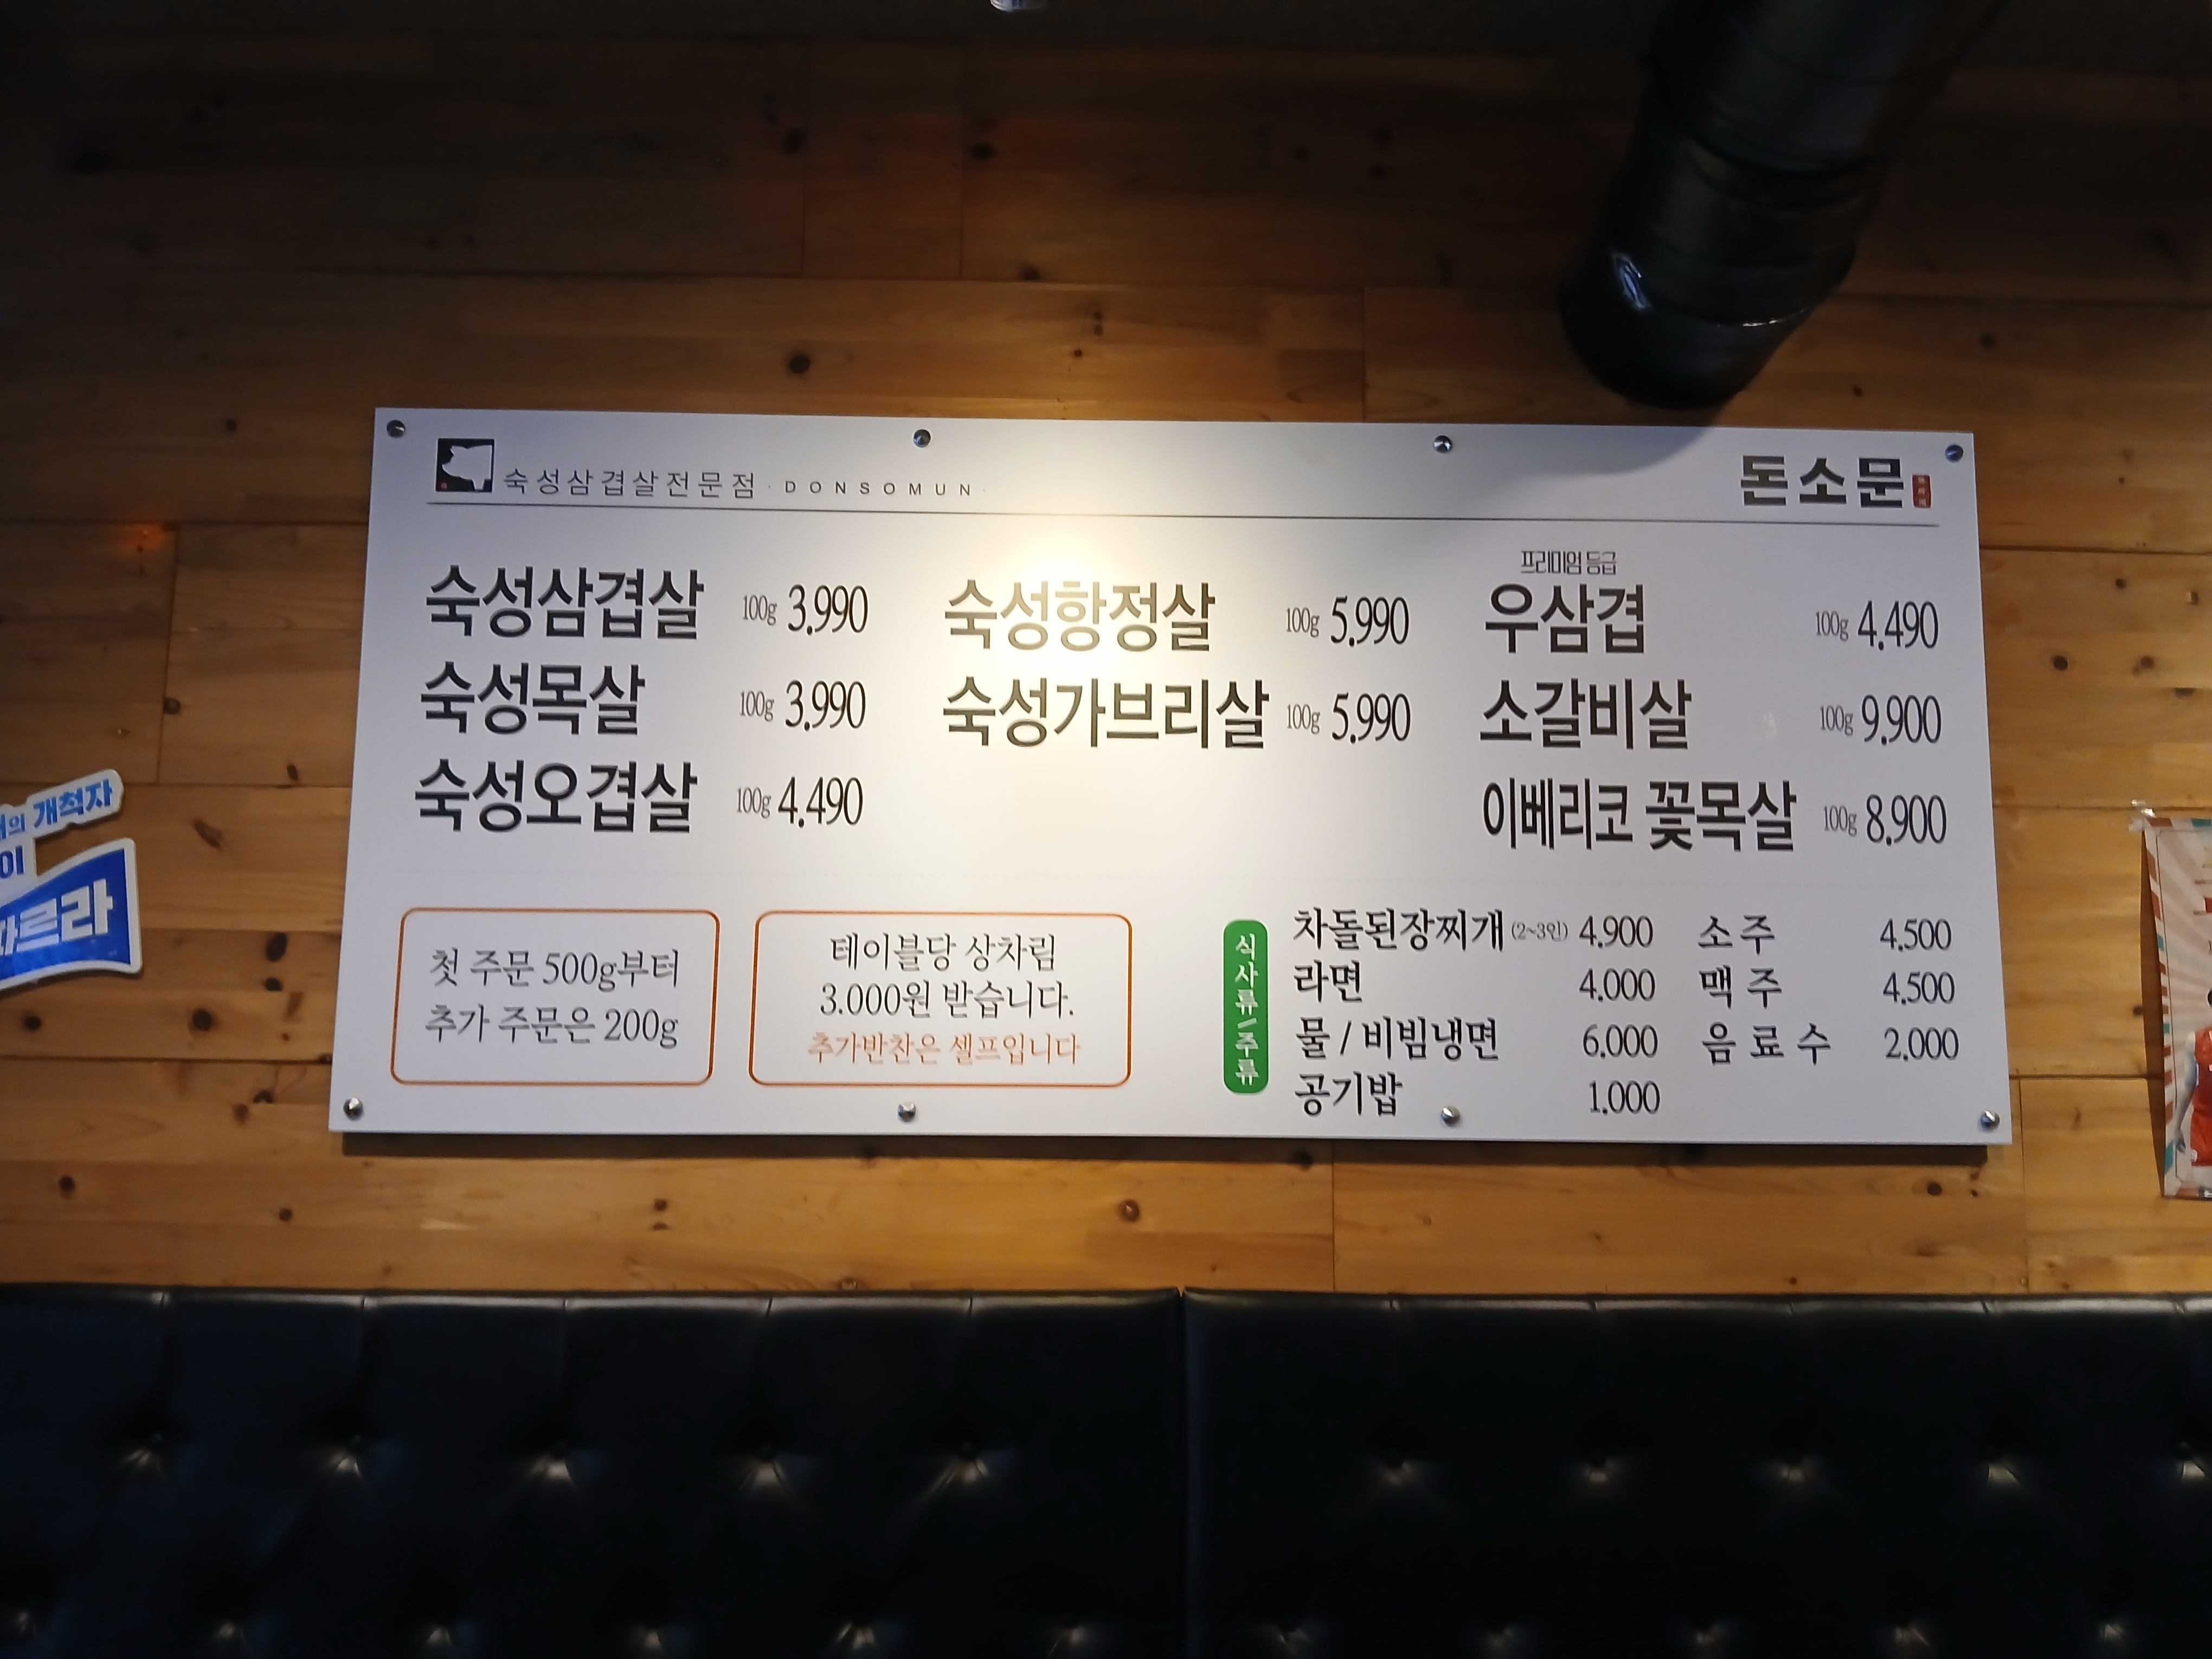 숙성삼겹살전문점 · DONSOMUN ·
돈소문
숙성삼겹살 100g 3.990
숙성목살 100g 3.990
숙성오겹살 100g 4.490
숙성항정살 100g 5.990
숙성가브리살 100g 5.990
프리미엄 등급
우삼겹 100g 4.490
소갈비살 100g 9.900
이베리코 꽃목살 100g 8.900
첫 주문 500g부터
추가 주문은 200g
테이블당 상차림
3.000원 받습니다.
추가반찬은 셀프입니다
식사류/주류
차돌된장찌개 (2~3인) 4.900
라면 4.000
물 / 비빔냉면 6.000
공기밥 1.000
소주 4.500
맥주 4.500
음료수 2.000
개척자